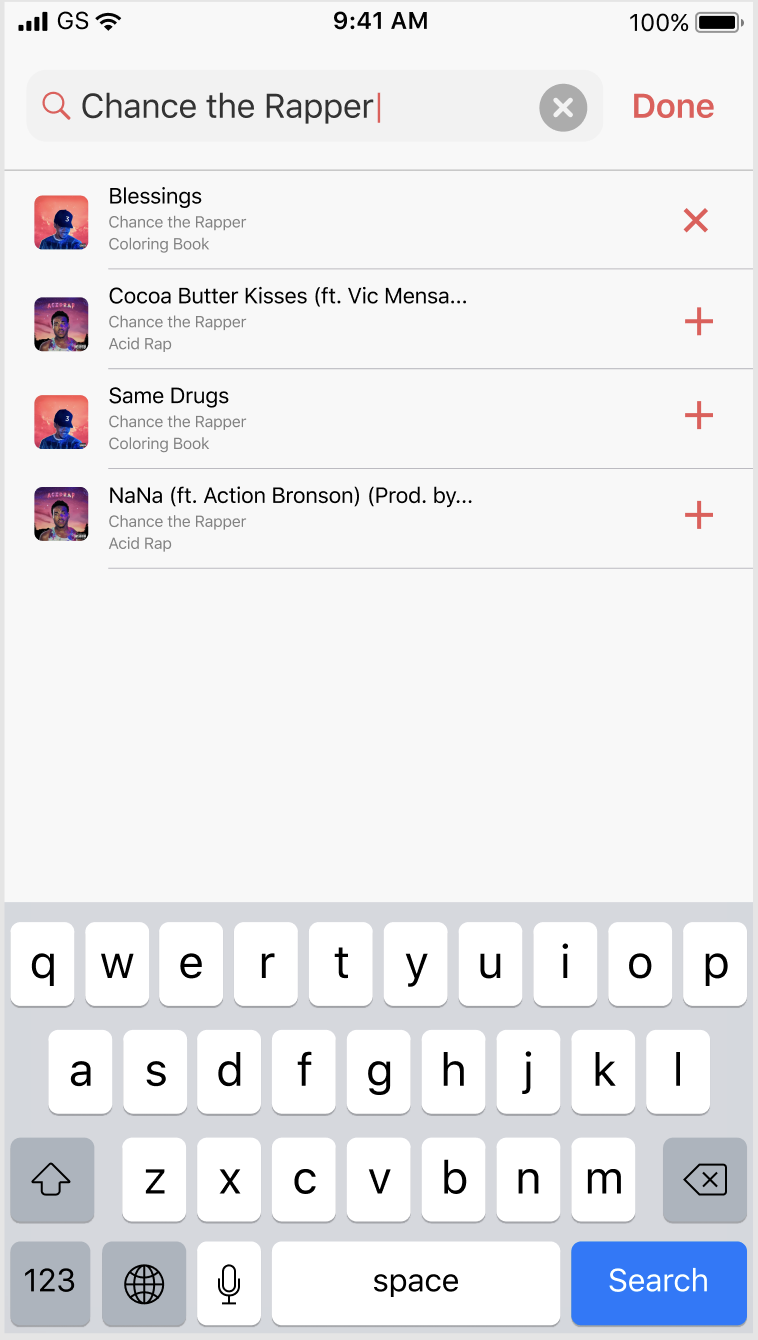 GS 9:41 AM 100%
Chance the Rapper Done
Blessings
Chance the Rapper
Coloring Book
Cocoa Butter Kisses (ft. Vic Mensa...
Chance the Rapper
Acid Rap
Same Drugs
Chance the Rapper
Coloring Book
NaNa (ft. Action Bronson) (Prod. by...
Chance the Rapper
Acid Rap
q w e r t y u i o p
a s d f g h j k l
z x c v b n m
123 space Search